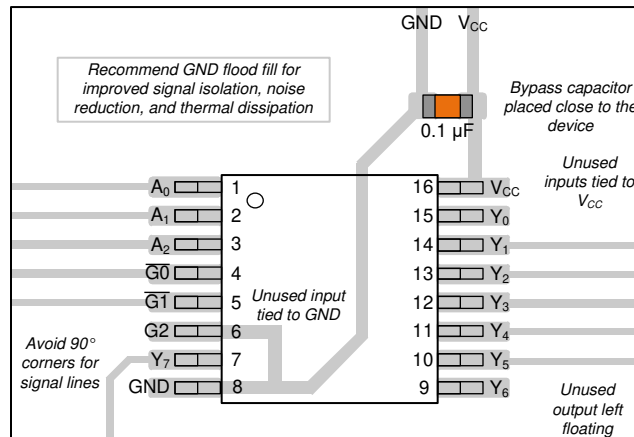 GND VCC
Recommend GND flood fill for
improved signal isolation, noise
reduction, and thermal dissipation
Bypass capacitor
placed close to the
device
0.1 µF
Unused
inputs tied to
VCC
A0 1 16 VCC
A1 2 15 Y0
A2 3 14 Y1
G0 4 13 Y2
G1 5 12 Y3
Unused input
tied to GND
G2 6 11 Y4
Y7 7 10 Y5
GND 8 9 Y6
Avoid 90°
corners for
signal lines
Unused
output left
floating